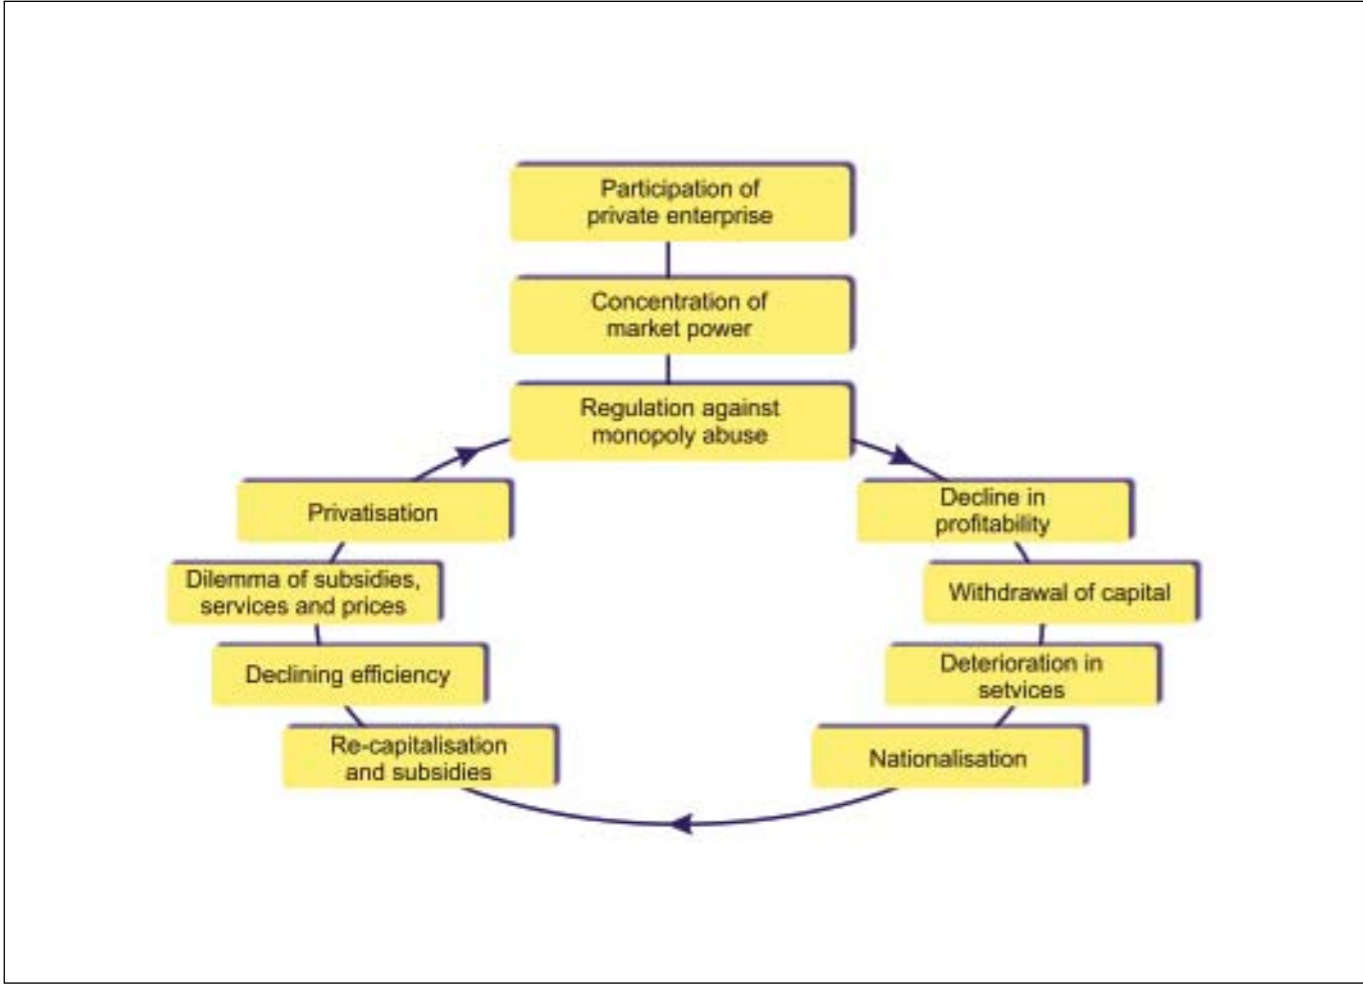 Participation of
private enterprise
Concentration of
market power
Regulation against
monopoly abuse
Decline in
profitability
Withdrawal of capital
Deterioration in
setvices
Nationalisation
Re-capitalisation
and subsidies
Declining efficiency
Dilemma of subsidies,
services and prices
Privatisation